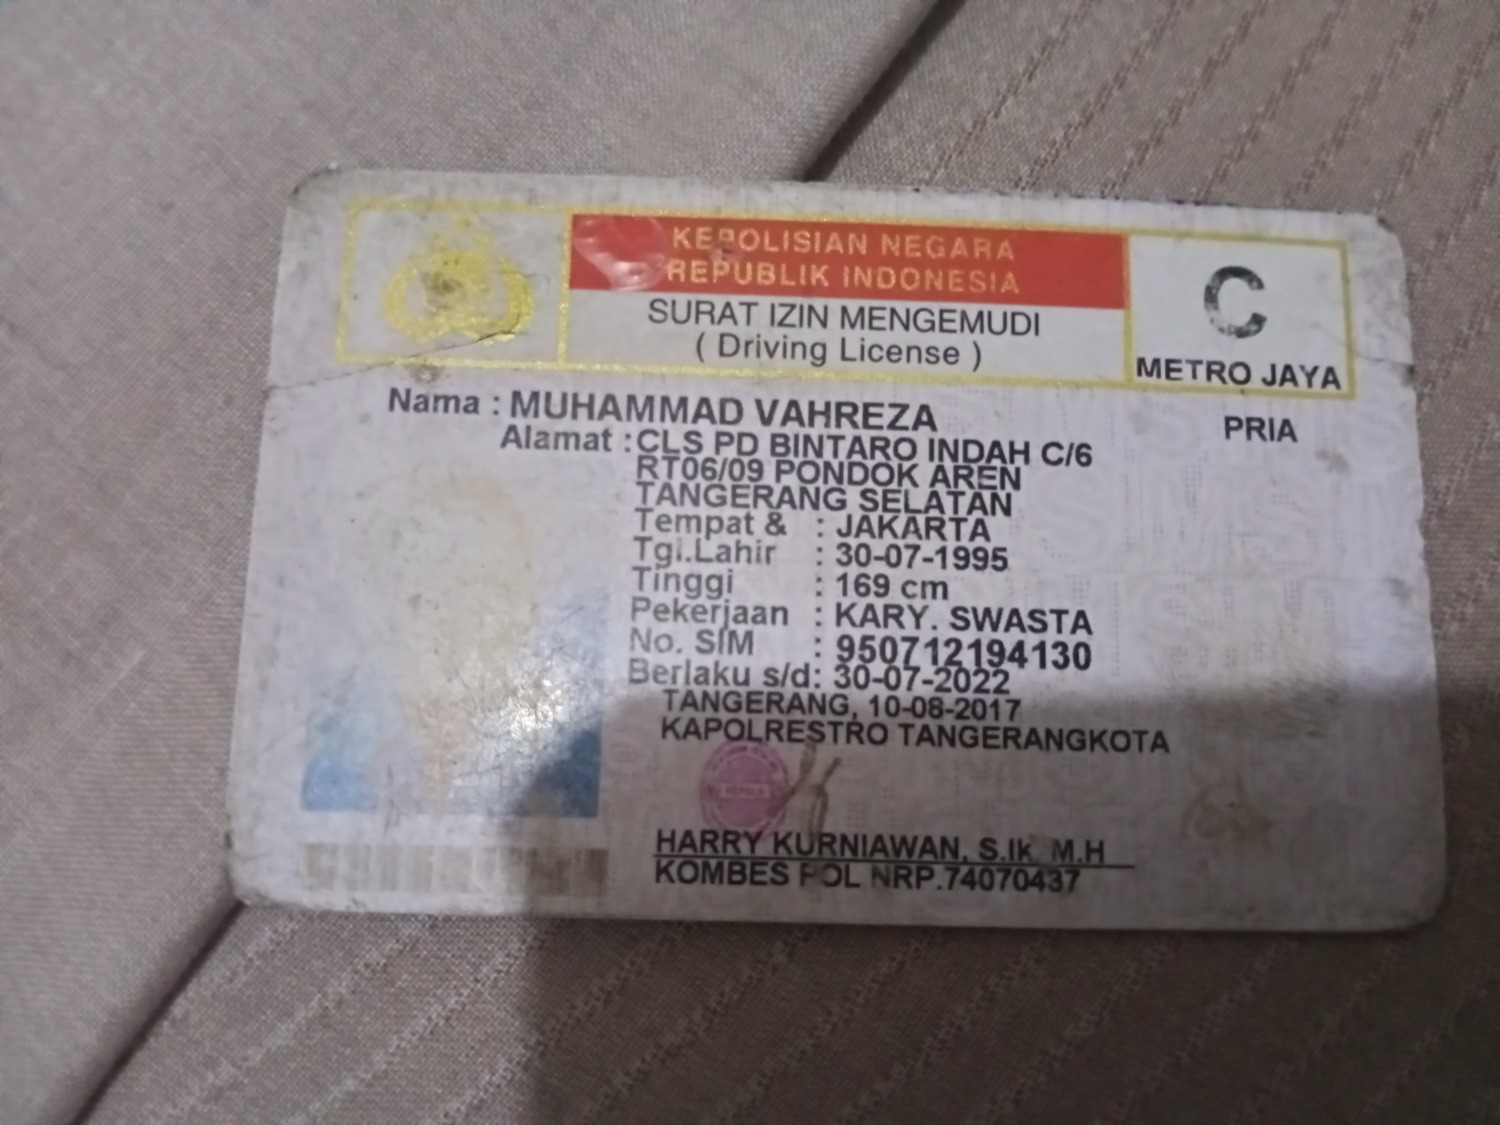 KEPOLISIAN NEGARA
REPUBLIK INDONESIA
SURAT IZIN MENGEMUDI
( Driving License )
C
METRO JAYA
Nama : MUHAMMAD VAHREZA
PRIA
Alamat : CLS PD BINTARO INDAH C/6
RT06/09 PONDOK AREN
TANGERANG SELATAN
Tempat & : JAKARTA
Tgl.Lahir : 30-07-1995
Tinggi : 169 cm
Pekerjaan : KARY. SWASTA
No. SIM : 950712194130
Berlaku s/d: 30-07-2022
TANGERANG, 10-08-2017
KAPOLRESTRO TANGERANGKOTA
HARRY KURNIAWAN, S.Ik. M.H
KOMBES POL NRP.74070437